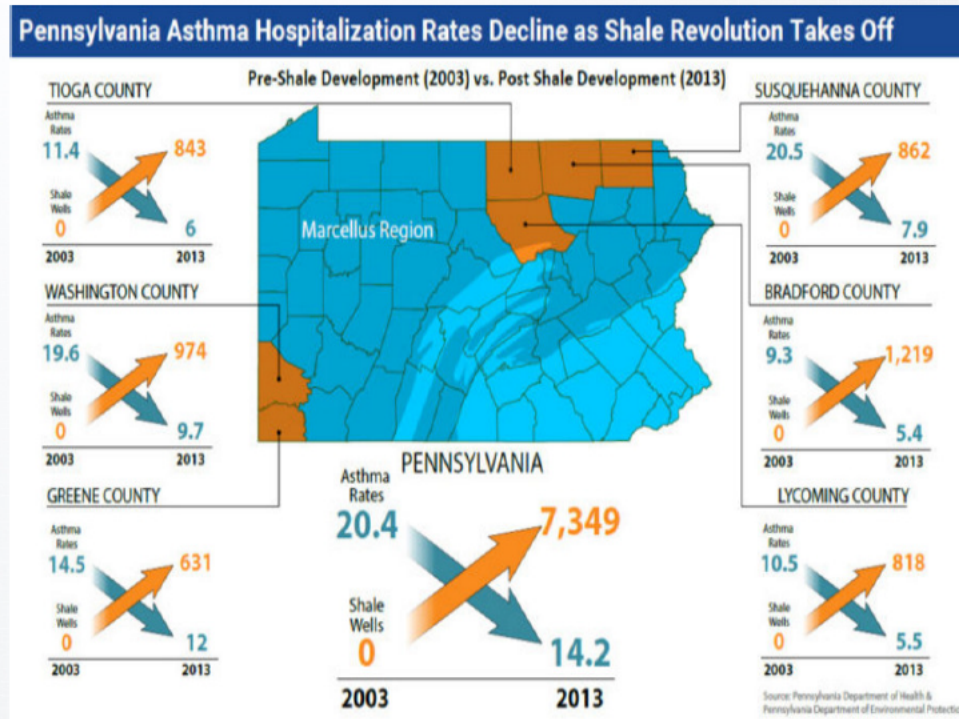 Pennsylvania Asthma Hospitalization Rates Decline as Shale Revolution Takes Off
Pre-Shale Development (2003) vs. Post Shale Development (2013)
TIOGA COUNTY
Asthma
Rates
11.4
843
Shale
Wells
0
6
2003
2013
WASHINGTON COUNTY
Asthma
Rates
19.6
974
Shale
Wells
0
9.7
2003
2013
GREENE COUNTY
Asthma
Rates
14.5
631
Shale
Wells
0
12
2003
2013
Marcellus Region
PENNSYLVANIA
Asthma
Rates
20.4
7,349
Shale
Wells
0
14.2
2003
2013
SUSQUEHANNA COUNTY
Asthma
Rates
20.5
862
Shale
Wells
0
7.9
2003
2013
BRADFORD COUNTY
Asthma
Rates
9.3
1,219
Shale
Wells
0
5.4
2003
2013
LYCOMING COUNTY
Asthma
Rates
10.5
818
Shale
Wells
0
5.5
2003
2013
Source: Pennsylvania Department of Health &
Pennsylvania Department of Environmental Protectio